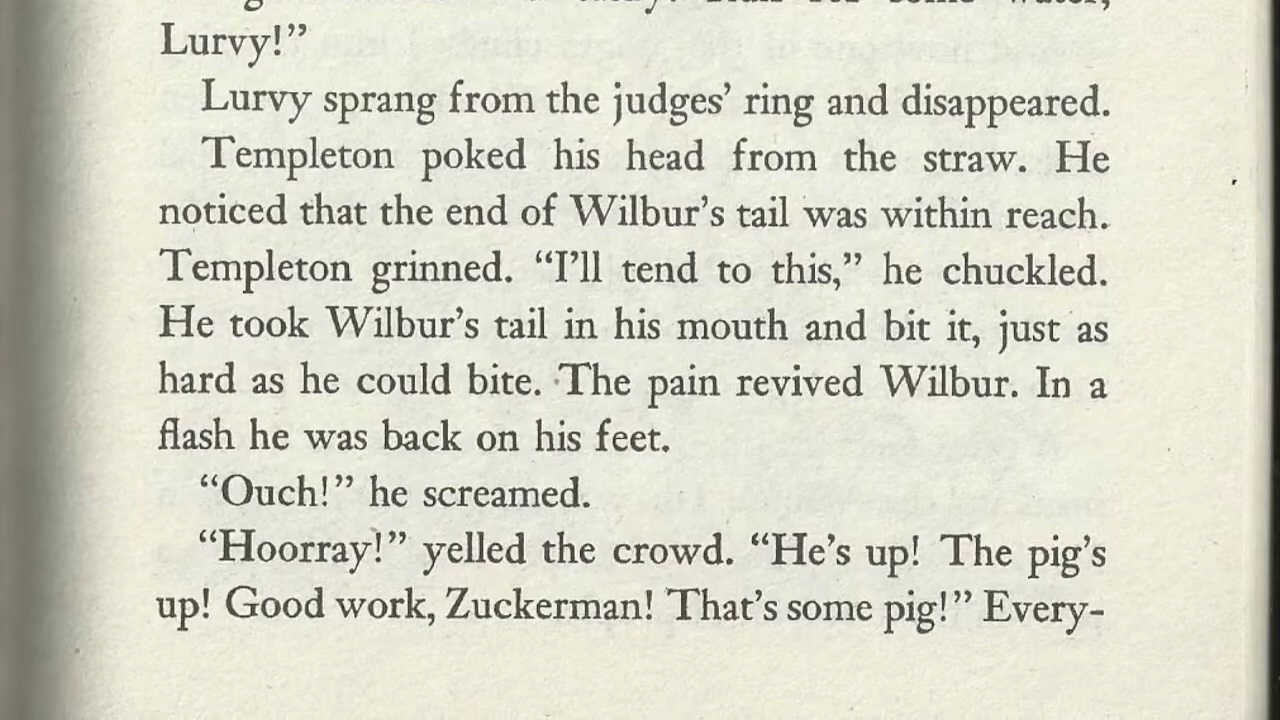 Lurvy!”
Lurvy sprang from the judges’ ring and disappeared.
Templeton poked his head from the straw. He
noticed that the end of Wilbur’s tail was within reach.
Templeton grinned. “I’ll tend to this,” he chuckled.
He took Wilbur’s tail in his mouth and bit it, just as
hard as he could bite. The pain revived Wilbur. In a
flash he was back on his feet.
“Ouch!” he screamed.
“Hoorray!” yelled the crowd. “He’s up! The pig’s
up! Good work, Zuckerman! That’s some pig!” Every-